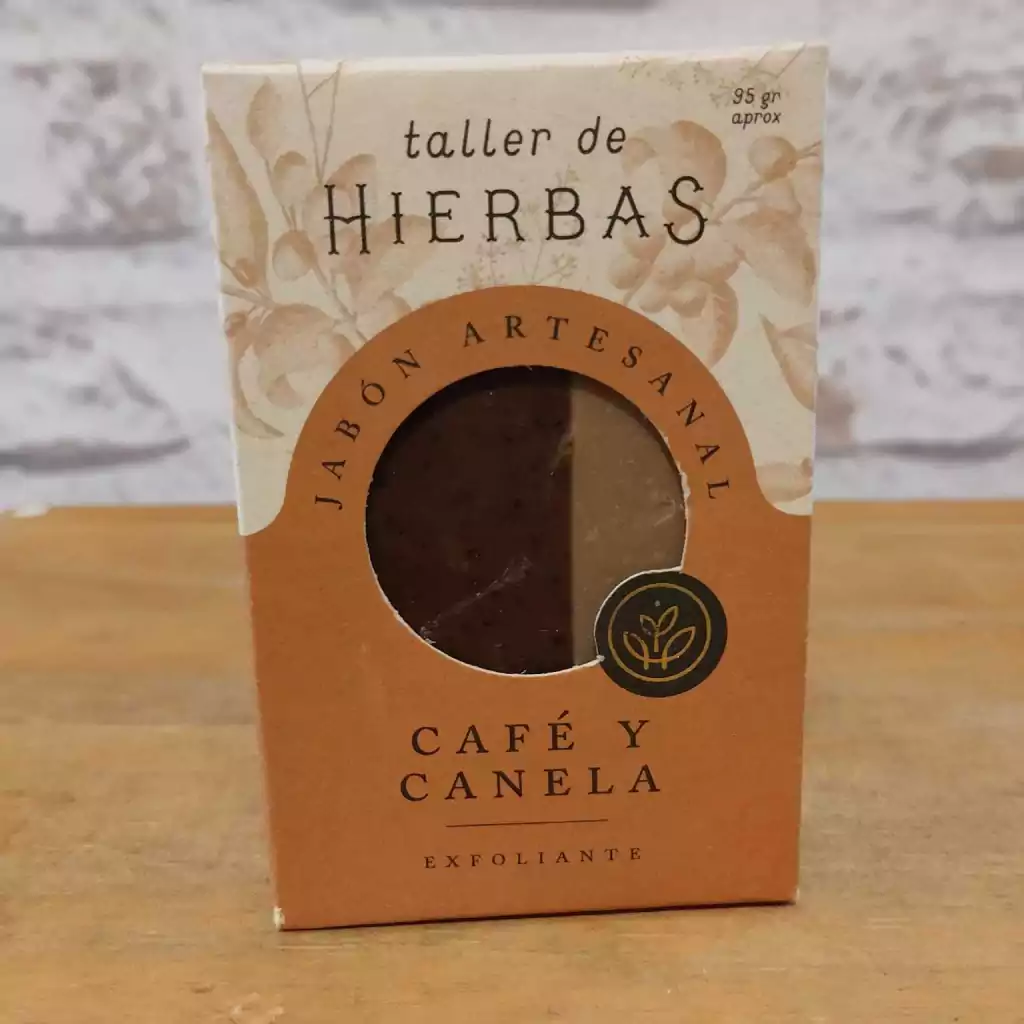 taller de
HIERBAS
95 gr
aprox
JABÓN ARTESANAL
CAFÉ Y
CANELA
EXFOLIANTE